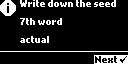 Write down the seed
7th word
actual
Next ✓